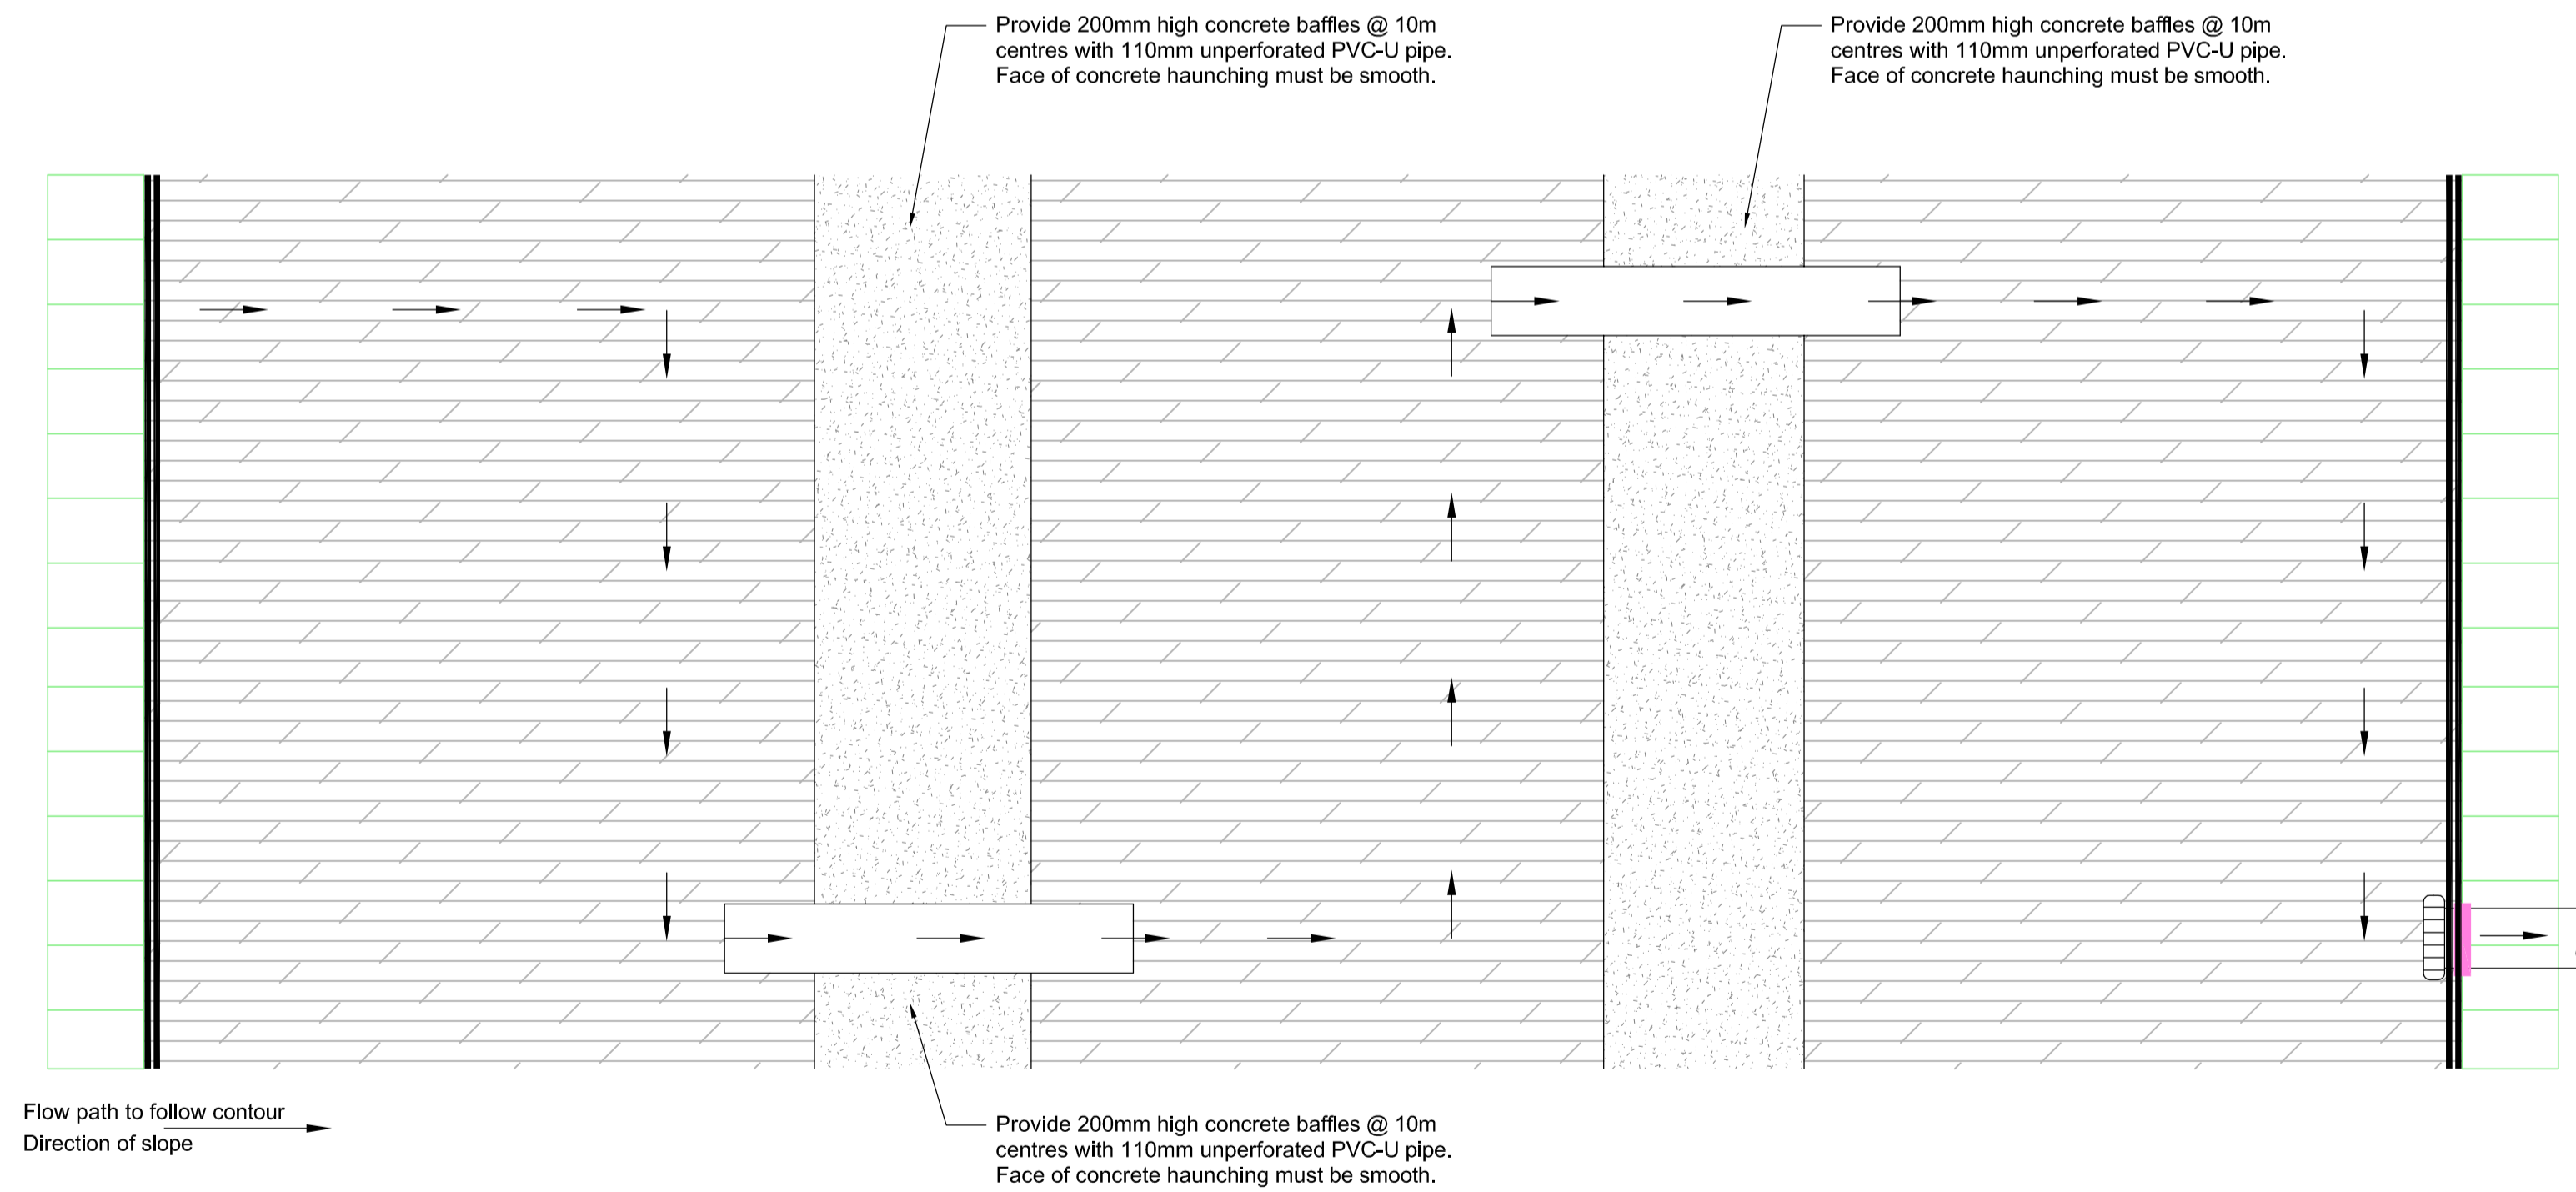 Provide 200mm high concrete baffles @ 10m
centres with 110mm unperforated PVC-U pipe.
Face of concrete haunching must be smooth.
Provide 200mm high concrete baffles @ 10m
centres with 110mm unperforated PVC-U pipe.
Face of concrete haunching must be smooth.
Flow path to follow contour
Direction of slope
Provide 200mm high concrete baffles @ 10m
centres with 110mm unperforated PVC-U pipe.
Face of concrete haunching must be smooth.